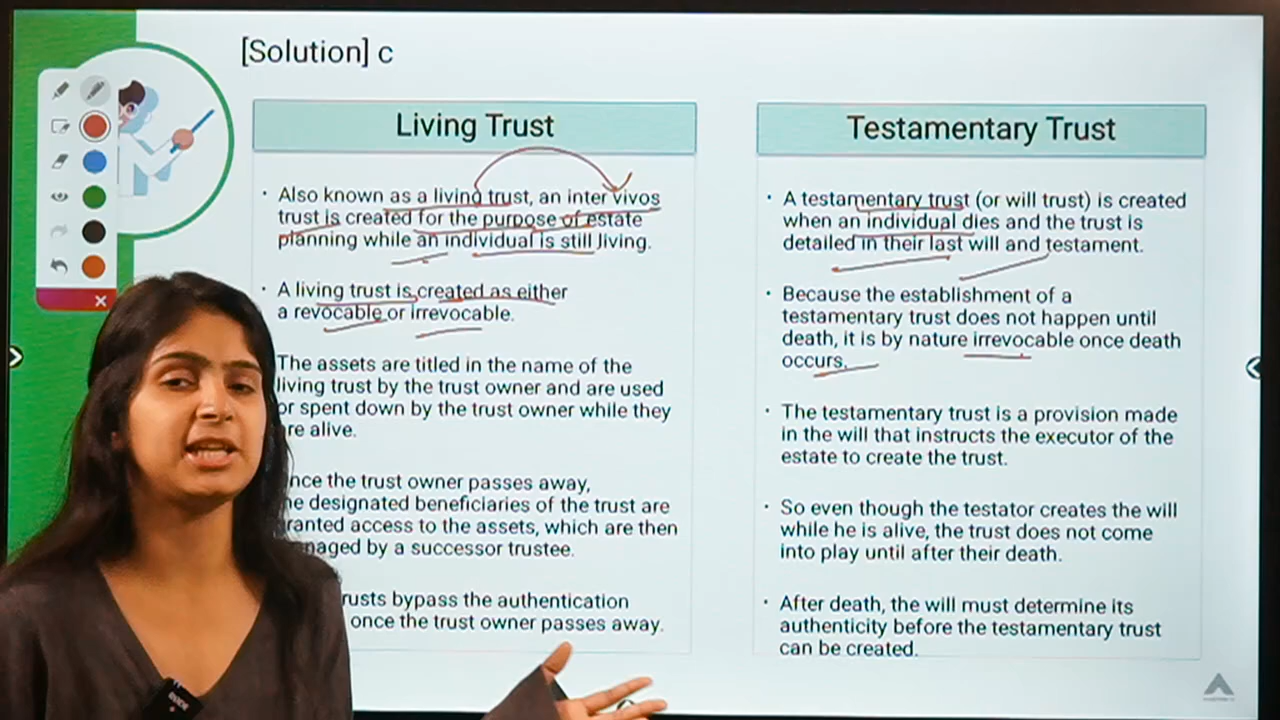 [Solution] c
Living Trust
Also known as a living trust, an inter vivos
trust is created for the purpose of estate
planning while an individual is still living.
A living trust is created as either
a revocable or irrevocable.
The assets are titled in the name of the
living trust by the trust owner and are used
or spent down by the trust owner while they
are alive.
nce the trust owner passes away,
he designated beneficiaries of the trust are
ranted access to the assets, which are then
naged by a successor trustee.
rusts bypass the authentication
once the trust owner passes away.
Testamentary Trust
A testamentary trust (or will trust) is created
when an individual dies and the trust is
detailed in their last will and testament.
Because the establishment of a
testamentary trust does not happen until
death, it is by nature irrevocable once death
occurs.
The testamentary trust is a provision made
in the will that instructs the executor of the
estate to create the trust.
So even though the testator creates the will
while he is alive, the trust does not come
into play until after their death.
After death, the will must determine its
authenticity before the testamentary trust
can be created.